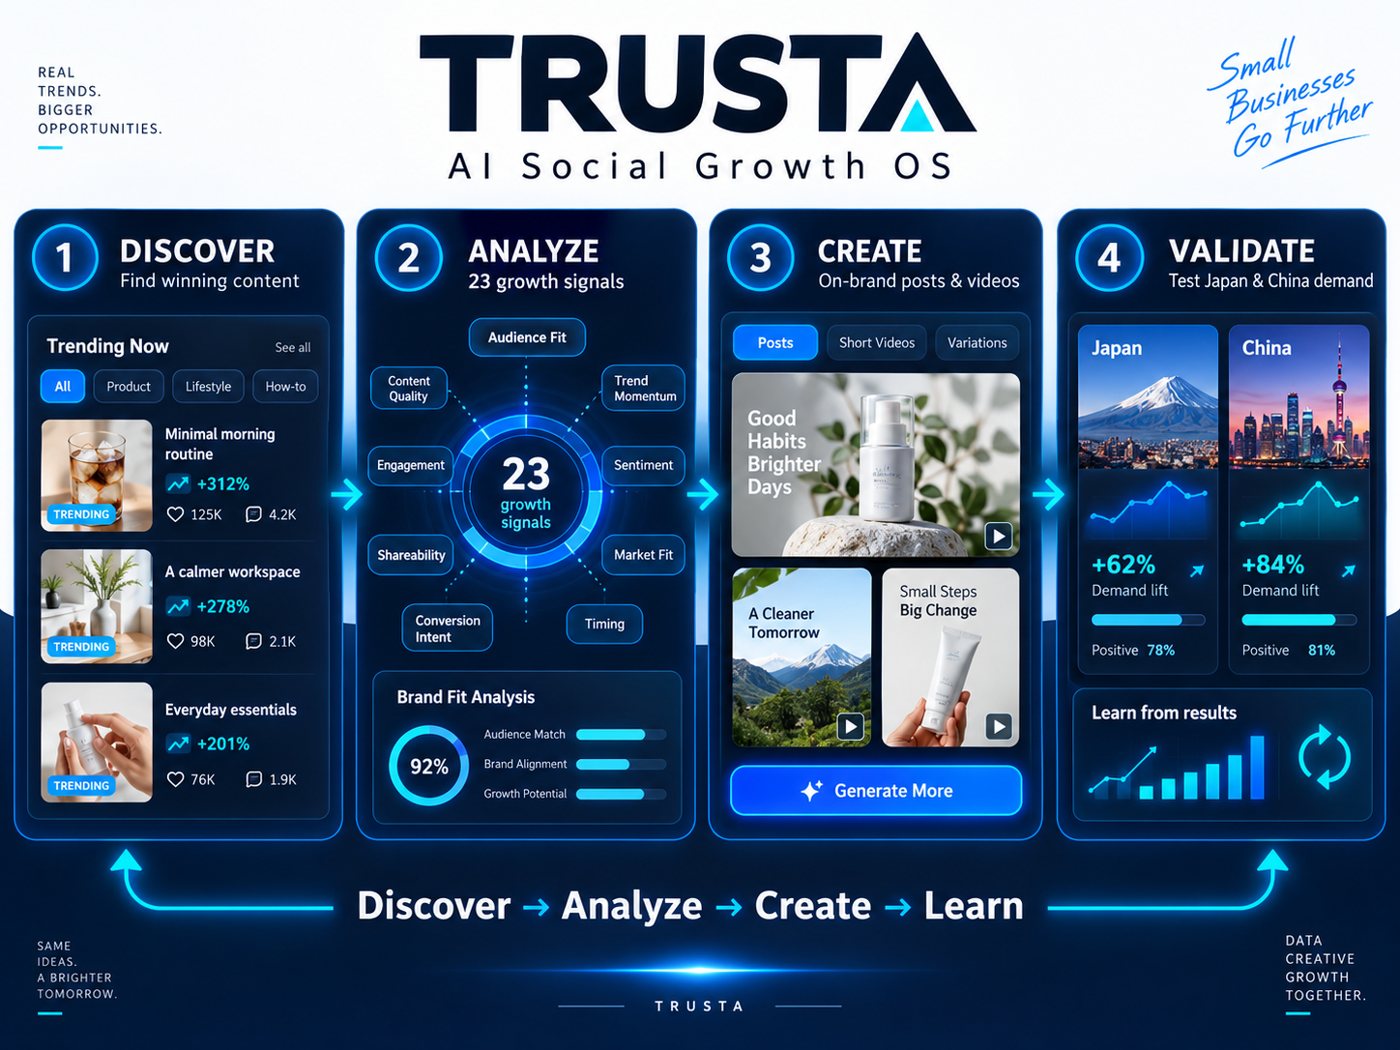 REAL
TRENDS.
BIGGER
OPPORTUNITIES.
TRUSTA
AI Social Growth OS
Small
Businesses
Go Further
1
DISCOVER
Find winning content
Trending Now
See all
All
Product
Lifestyle
How-to
Minimal morning
routine
+312%
TRENDING
125K
4.2K
A calmer workspace
+278%
TRENDING
98K
2.1K
Everyday essentials
+201%
TRENDING
76K
1.9K
2
ANALYZE
23 growth signals
Audience Fit
Content
Quality
Trend
Momentum
Engagement
Sentiment
23
growth
signals
Shareability
Market Fit
Conversion
Intent
Timing
Brand Fit Analysis
92%
Audience Match
Brand Alignment
Growth Potential
3
CREATE
On-brand posts & videos
Posts
Short Videos
Variations
Good
Habits
Brighter
Days
A Cleaner
Tomorrow
Small Steps
Big Change
Generate More
4
VALIDATE
Test Japan & China demand
Japan
+62%
Demand lift
Positive 78%
China
+84%
Demand lift
Positive 81%
Learn from results
Discover → Analyze → Create → Learn
SAME
IDEAS.
A BRIGHTER
TOMORROW.
TRUSTA
DATA
CREATIVE
GROWTH
TOGETHER.